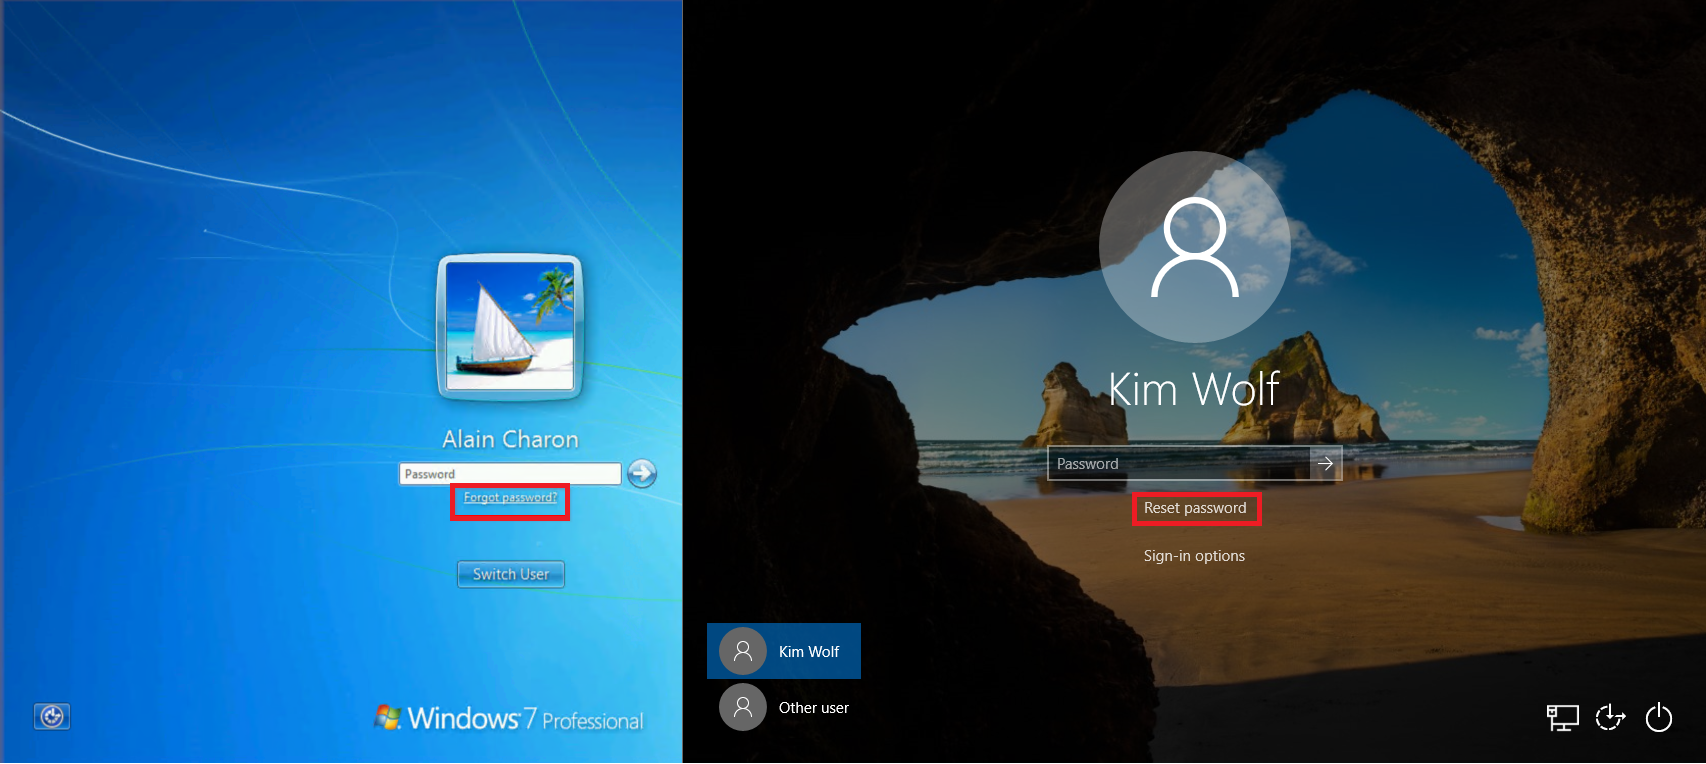 Alain Charon
Password
Forgot password?
Switch User
Windows 7 Professional
Kim Wolf
Password
Reset password
Sign-in options
Kim Wolf
Other user